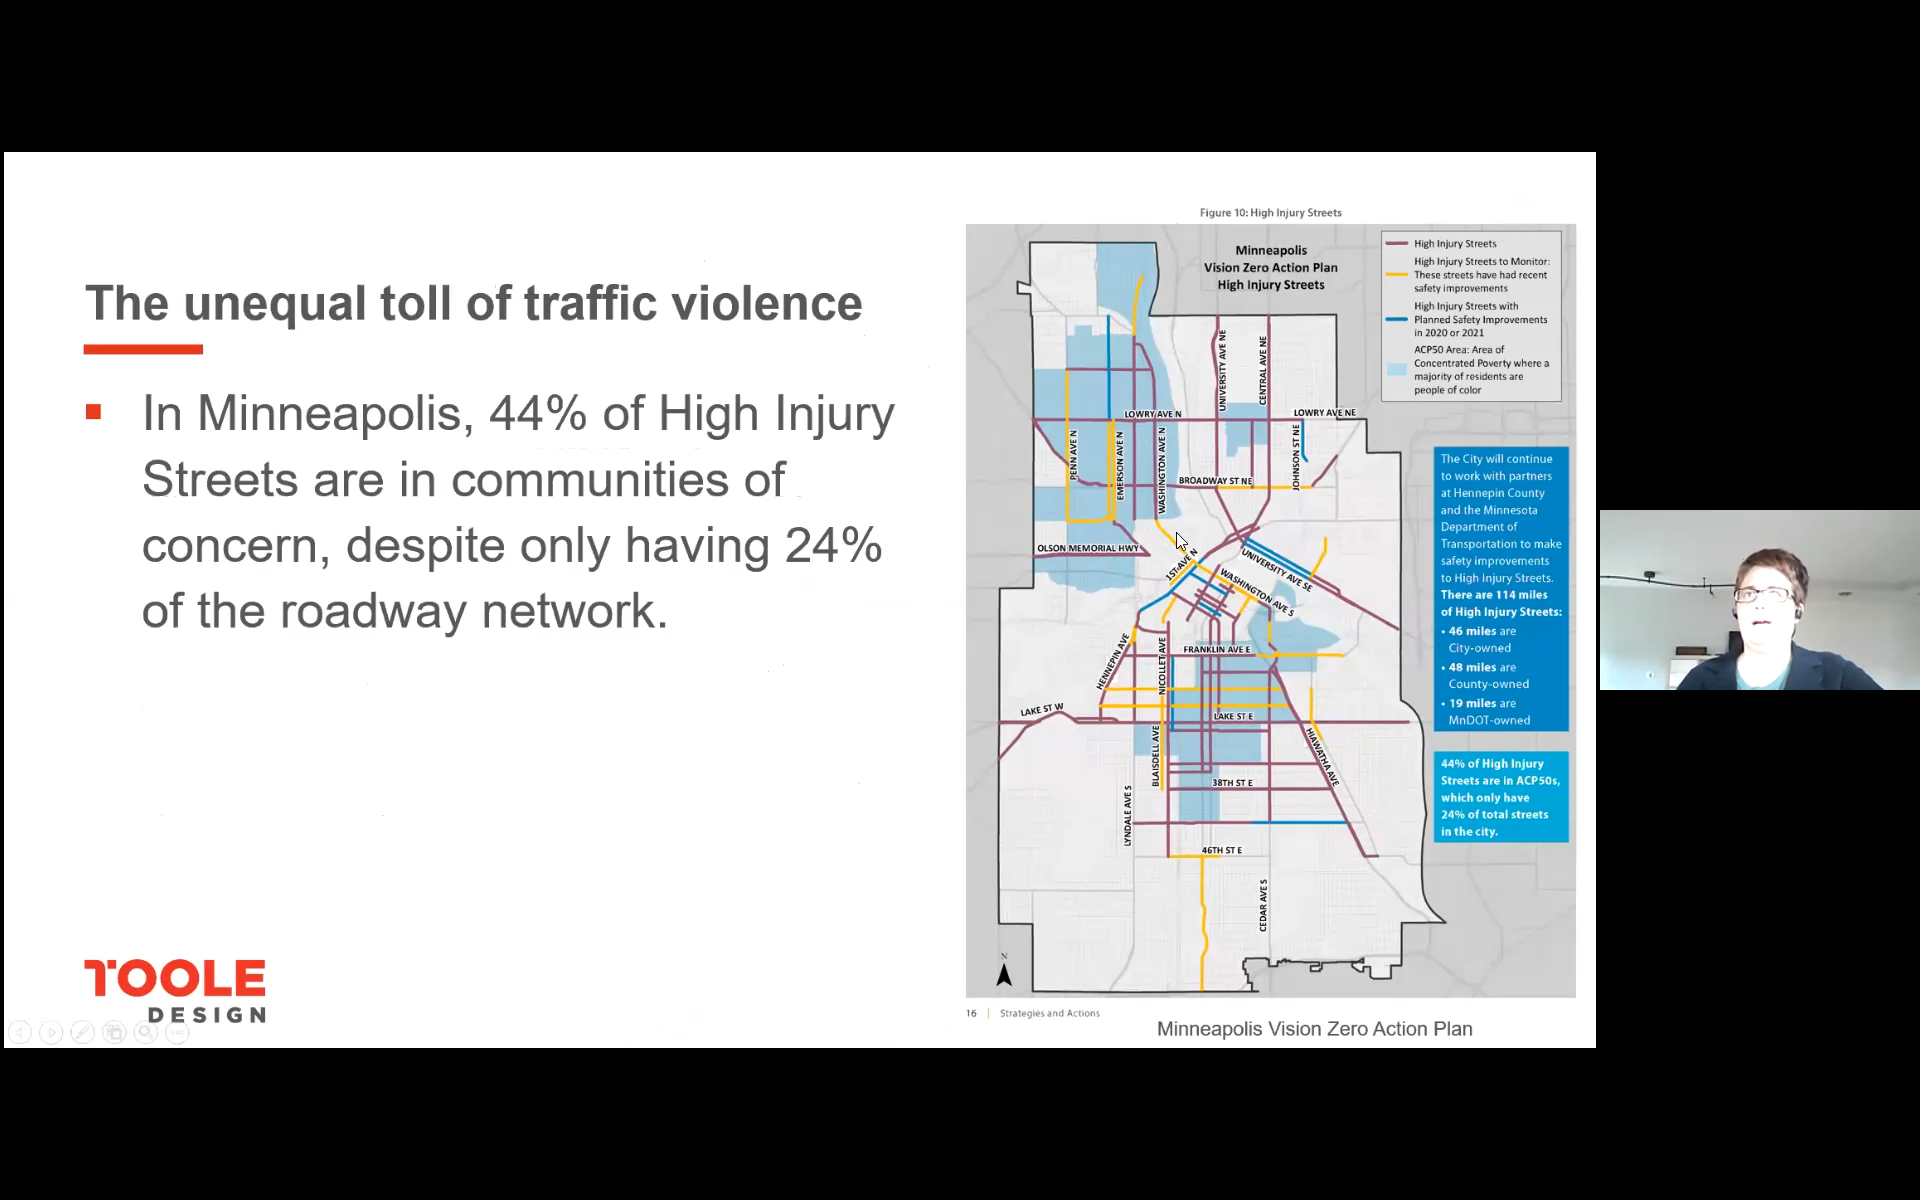 The unequal toll of traffic violence
In Minneapolis, 44% of High Injury
Streets are in communities of
concern, despite only having 24%
of the roadway network.
TOOLE
DESIGN
Figure 10: High Injury Streets
Minneapolis
Vision Zero Action Plan
High Injury Streets
High Injury Streets
High Injury Streets to Monitor:
These streets have had recent
safety improvements
High Injury Streets with
Planned Safety Improvements
in 2020 or 2021
ACP50 Area: Area of
Concentrated Poverty where a
majority of residents are
people of color
UNIVERSITY AVE NE
CENTRAL AVE NE
LOWRY AVE N
LOWRY AVE NE
PENN AVE N
EMERSON AVE N
WASHINGTON AVE N
JOHNSON ST NE
BROADWAY ST NE
OLSON MEMORIAL HWY
1ST AVE N
UNIVERSITY AVE SE
WASHINGTON AVE S
HENNEPIN AVE
NICOLLET AVE
FRANKLIN AVE E
LAKE ST W
LAKE ST E
BLAISDELL AVE
HIAWATHA AVE
38TH ST E
LYNDALE AVE S
46TH ST E
CEDAR AVE S
N
The City will continue
to work with partners
at Hennepin County
and the Minnesota
Department of
Transportation to make
safety improvements
to High Injury Streets.
There are 114 miles
of High Injury Streets:
• 46 miles are
City-owned
• 48 miles are
County-owned
• 19 miles are
MnDOT-owned
44% of High Injury
Streets are in ACP50s,
which only have
24% of total streets
in the city.
16 | Strategies and Actions
Minneapolis Vision Zero Action Plan